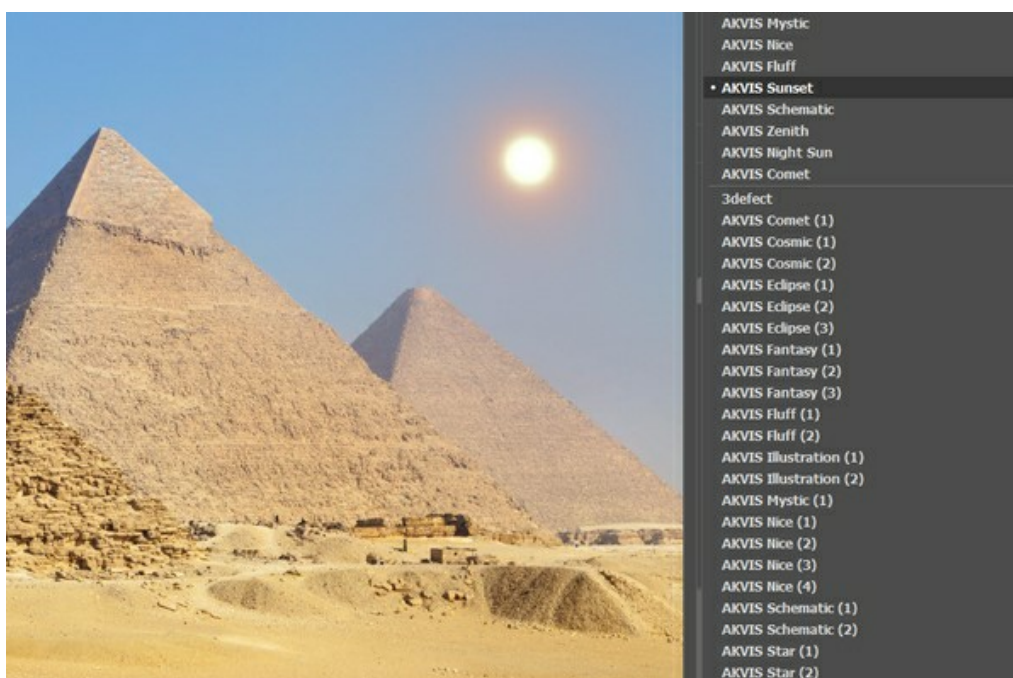 AKVIS Mystic
AKVIS Nice
AKVIS Fluff
• AKVIS Sunset
AKVIS Schematic
AKVIS Zenith
AKVIS Night Sun
AKVIS Comet
3defect
AKVIS Comet (1)
AKVIS Cosmic (1)
AKVIS Cosmic (2)
AKVIS Eclipse (1)
AKVIS Eclipse (2)
AKVIS Eclipse (3)
AKVIS Fantasy (1)
AKVIS Fantasy (2)
AKVIS Fantasy (3)
AKVIS Fluff (1)
AKVIS Fluff (2)
AKVIS Illustration (1)
AKVIS Illustration (2)
AKVIS Mystic (1)
AKVIS Nice (1)
AKVIS Nice (2)
AKVIS Nice (3)
AKVIS Nice (4)
AKVIS Schematic (1)
AKVIS Schematic (2)
AKVIS Star (1)
AKVIS Star (2)